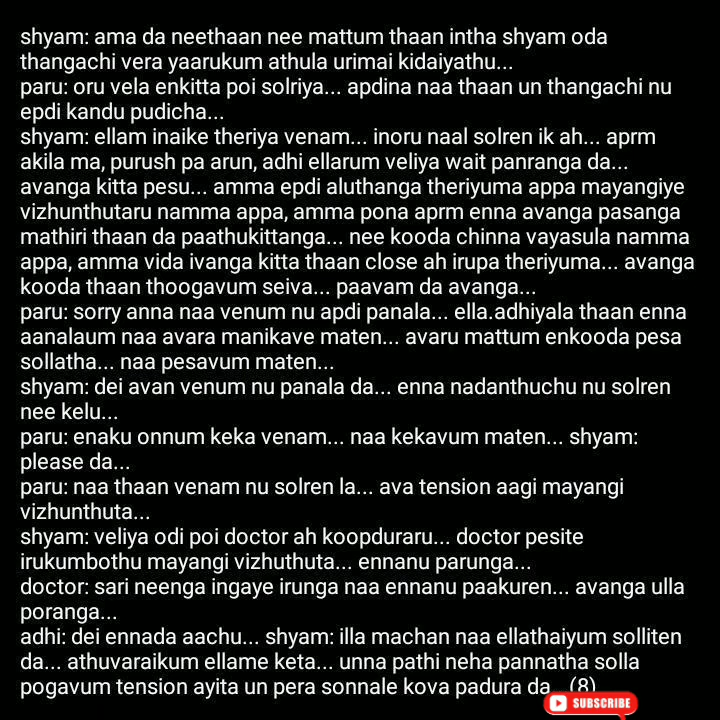 shyam: ama da neethaan nee mattum thaan intha shyam oda
thangachi vera yaarukum athula urimai kidaiyathu...
paru: oru vela enkitta poi solriya... apdina naa thaan un thangachi nu
epdi kandu pudicha...
shyam: ellam inaike theriya venam... inoru naal solren ik ah... aprm
akila ma, purush pa arun, adhi ellarum veliya wait panranga da...
avanga kitta pesu... amma epdi aluthanga theriyuma appa mayangiye
vizhunthutaru namma appa, amma pona aprm enna avanga pasanga
mathiri thaan da paathukittanga... nee kooda chinna vayasula namma
appa, amma vida ivanga kitta thaan close ah irupa theriyuma... avanga
kooda thaan thoogavum seiva... paavam da avanga...
paru: sorry anna naa venum nu apdi panala... ella.adhiyala thaan enna
aanalaum naa avara manikave maten... avaru mattum enkooda pesa
sollatha... naa pesavum maten...
shyam: dei avan venum nu panala da... enna nadanthuchu nu solren
nee kelu...
paru: enaku onnum keka venam... naa kekavum maten... shyam:
please da...
paru: naa thaan venam nu solren la... ava tension aagi mayangi
vizhunthuta...
shyam: veliya odi poi doctor ah koopduraru... doctor pesite
irukumbothu mayangi vizhuthuta... ennanu parunga...
doctor: sari neenga ingaye irunga naa ennanu paakuren... avanga ulla
poranga...
adhi: dei ennada aachu... shyam: illa machan naa ellathaiyum solliten
da... athuvaraikum ellame keta... unna pathi neha pannatha solla
pogavum tension ayita un pera sonnale kova padura da...(8)
SUBSCRIBE